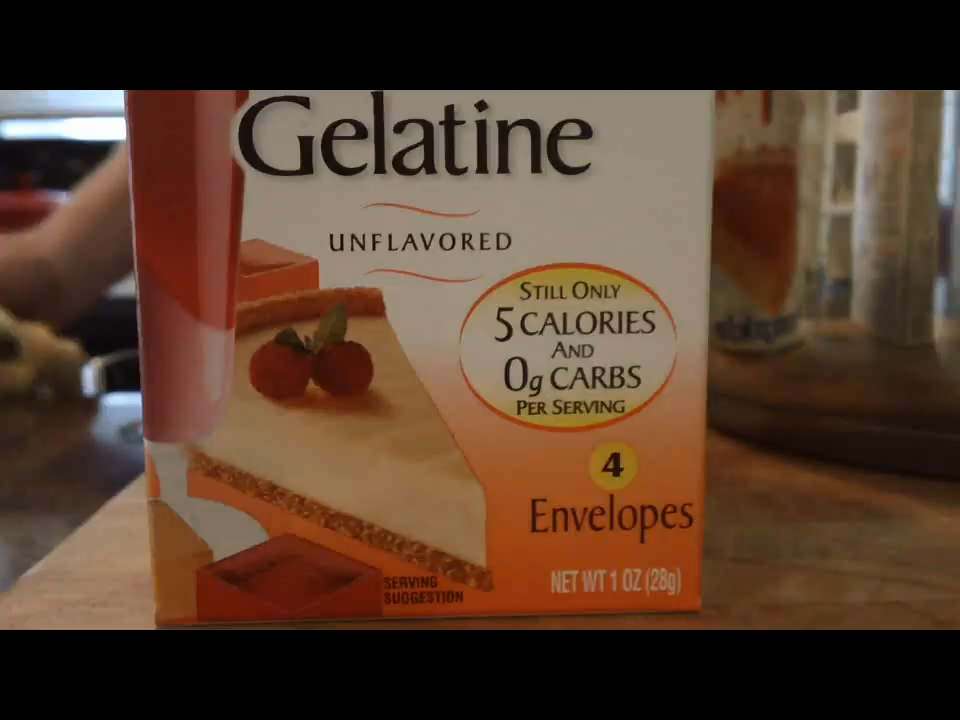 Gelatine
UNFLAVORED
STILL ONLY
5 CALORIES
AND
0g CARBS
PER SERVING
4
Envelopes
NET WT 1 OZ (28g)
SERVING
SUGGESTION